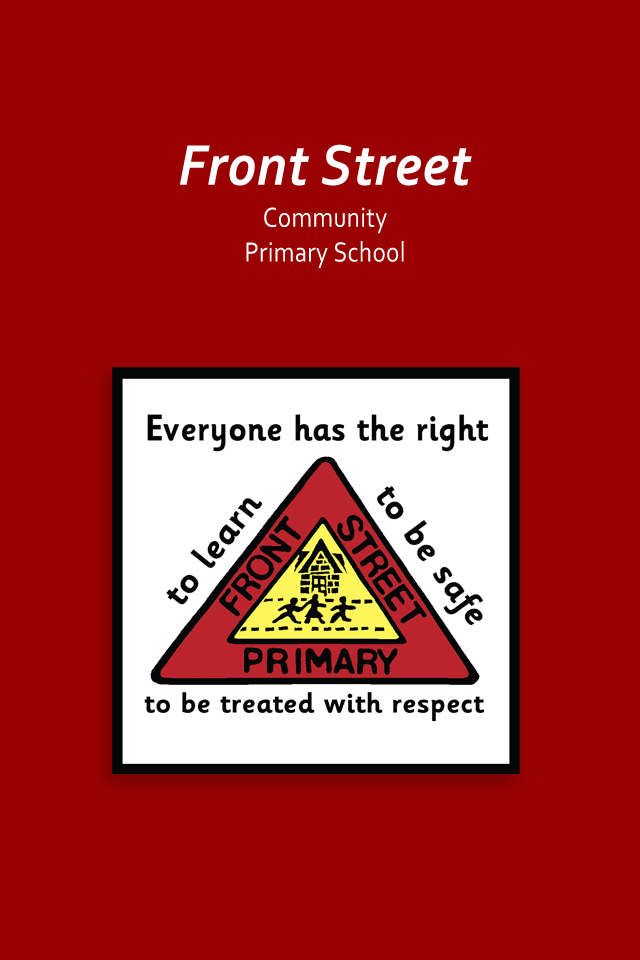 Front Street
Community
Primary School
Everyone has the right
to learn
to be safe
FRONT
STREET
PRIMARY
to be treated with respect